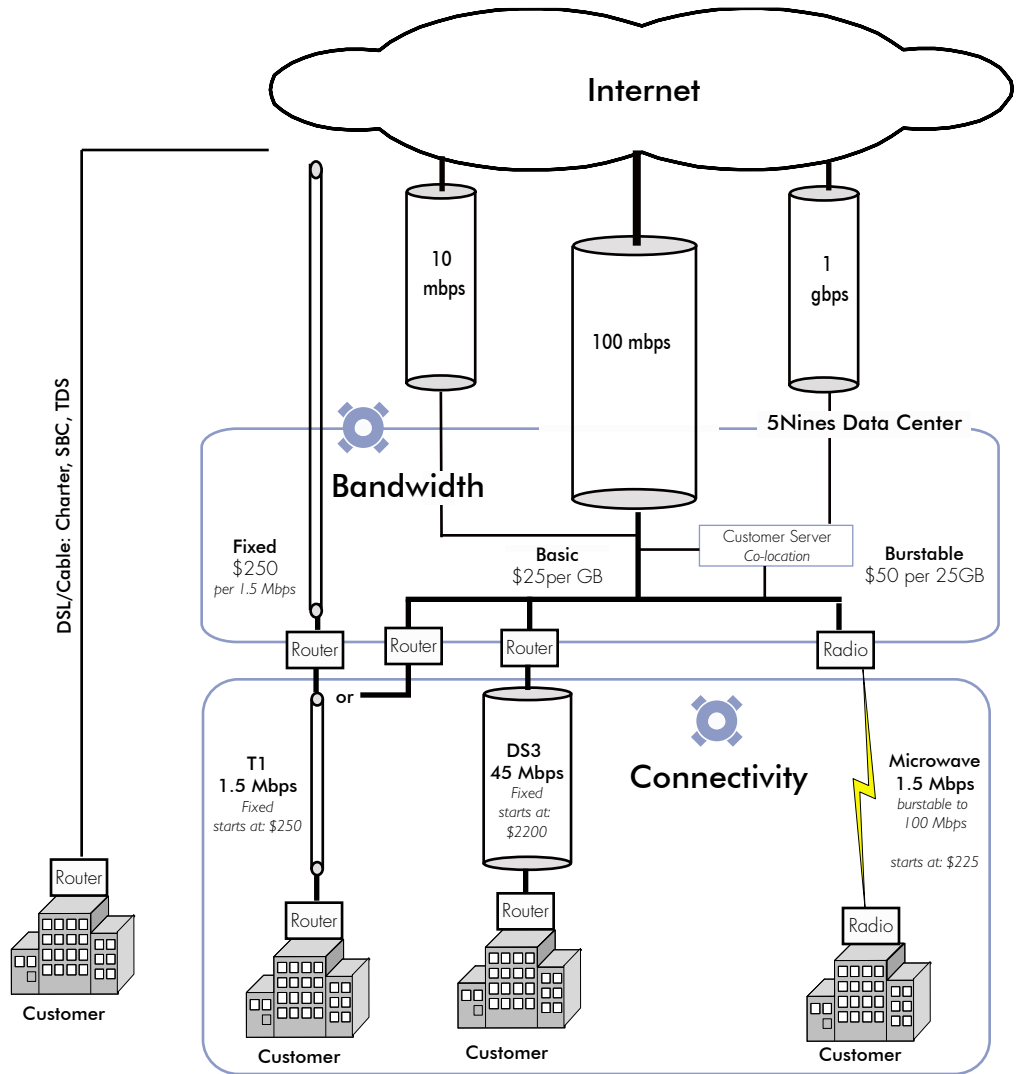 Internet
10
mbps
100 mbps
1
gbps
DSL/Cable: Charter, SBC, TDS
5Nines Data Center
Bandwidth
Fixed
$250
per 1.5 Mbps
Basic
$25per GB
Customer Server
Co-location
Burstable
$50 per 25GB
Router
Router
Router
Radio
or
T1
1.5 Mbps
Fixed
starts at: $250
DS3
45 Mbps
Fixed
starts at:
$2200
Connectivity
Microwave
1.5 Mbps
burstable to
100 Mbps
starts at: $225
Router
Router
Router
Radio
Customer
Customer
Customer
Customer